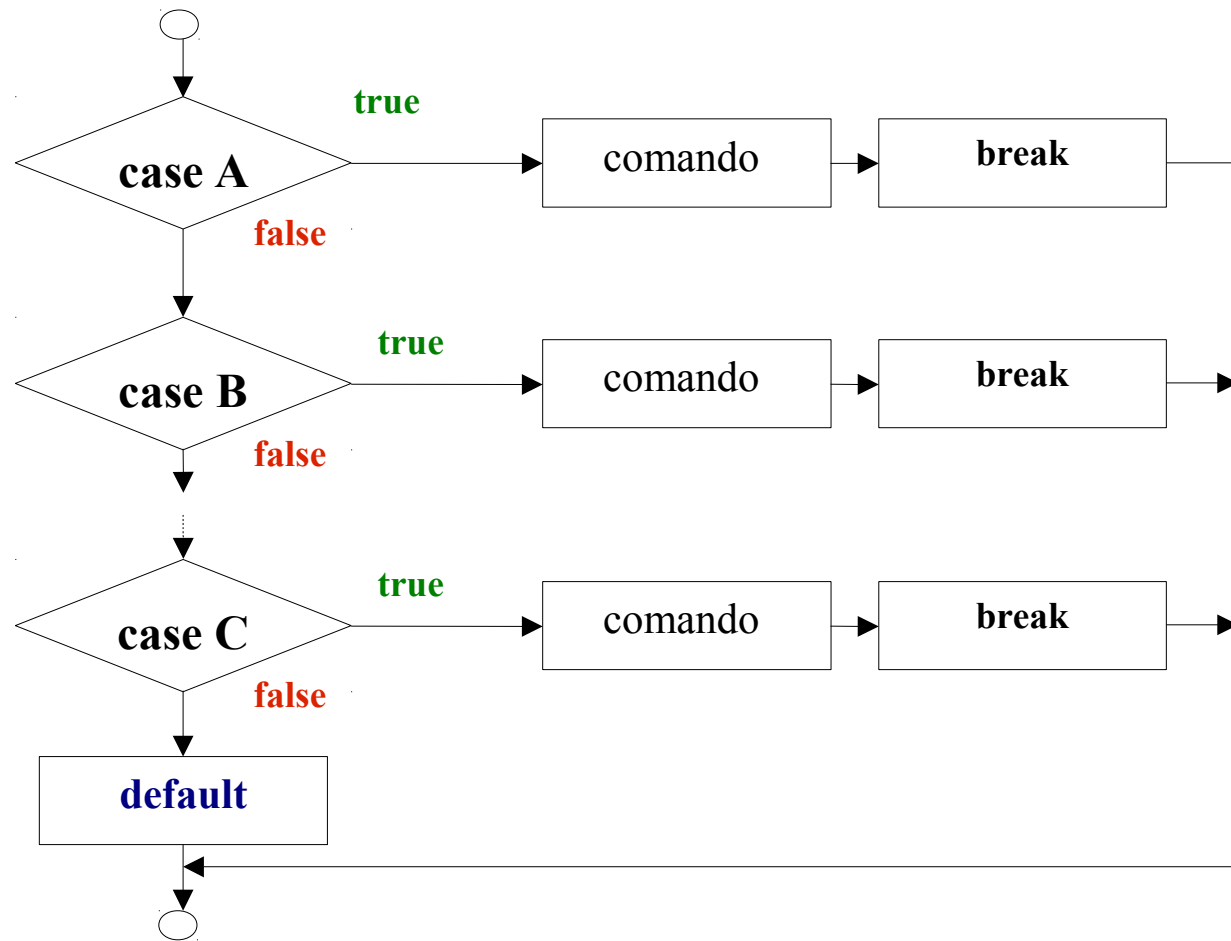 true
case A
comando
break
false
true
case B
comando
break
false
true
case C
comando
break
false
default